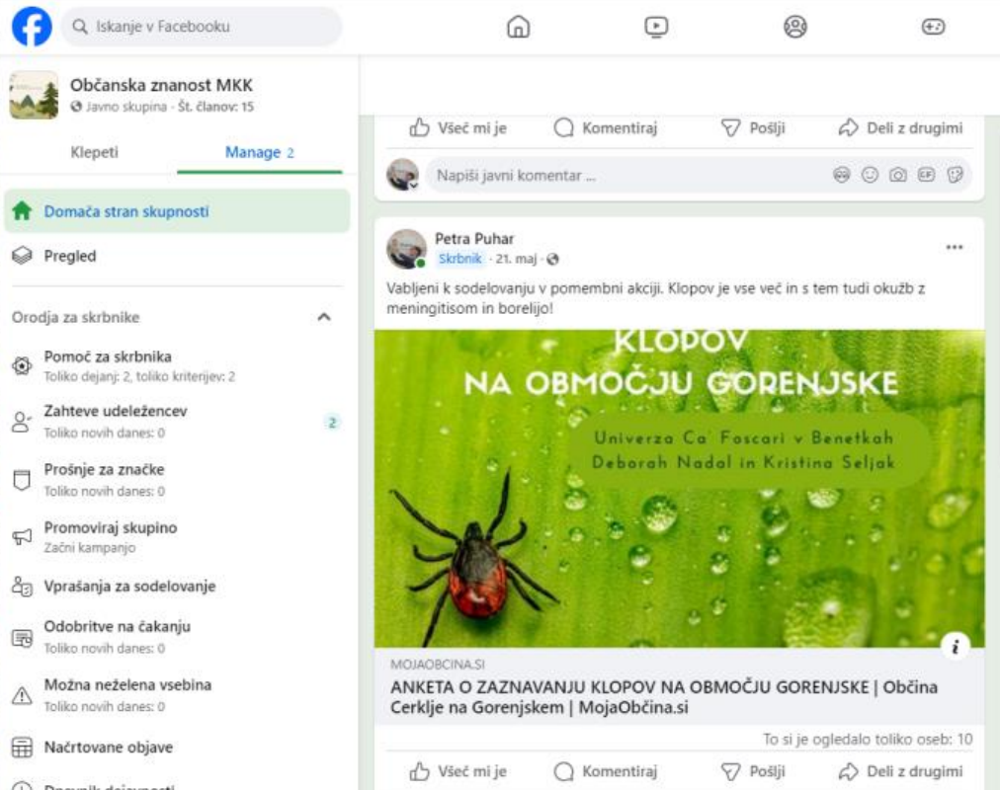 Iskanje v Facebooku
Občanska znanost MKK
Javno skupina · Št. članov: 15
Klepeti
Manage 2
Domača stran skupnosti
Pregled
Orodja za skrbnike
Pomoč za skrbnika
Toliko dejanj: 2, toliko kriterijev: 2
Zahteve udeležencev
Toliko novih danes: 0
2
Prošnje za značke
Toliko novih danes: 0
Promoviraj skupino
Začni kampanjo
Vprašanja za sodelovanje
Odobritve na čakanju
Toliko novih danes: 0
Možna neželena vsebina
Toliko novih danes: 0
Načrtovane objave
Všeč mi je
Komentiraj
Pošlji
Deli z drugimi
Napiši javni komentar ...
Petra Puhar
Skrbnik · 21. maj ·
Vabljeni k sodelovanju v pomembni akciji. Klopov je vse več in s tem tudi okužb z
meningitisom in borelijo!
KLOPOV
NA OBMOČJU GORENJSKE
Univerza Ca' Foscari v Benetkah
Deborah Nadal in Kristina Seljak
MOJAOBCINA.SI
ANKETA O ZAZNAVANJU KLOPOV NA OBMOČJU GORENJSKE | Občina
Cerklje na Gorenjskem | MojaObčina.si
To si je ogledalo toliko oseb: 10
Všeč mi je
Komentiraj
Pošlji
Deli z drugimi